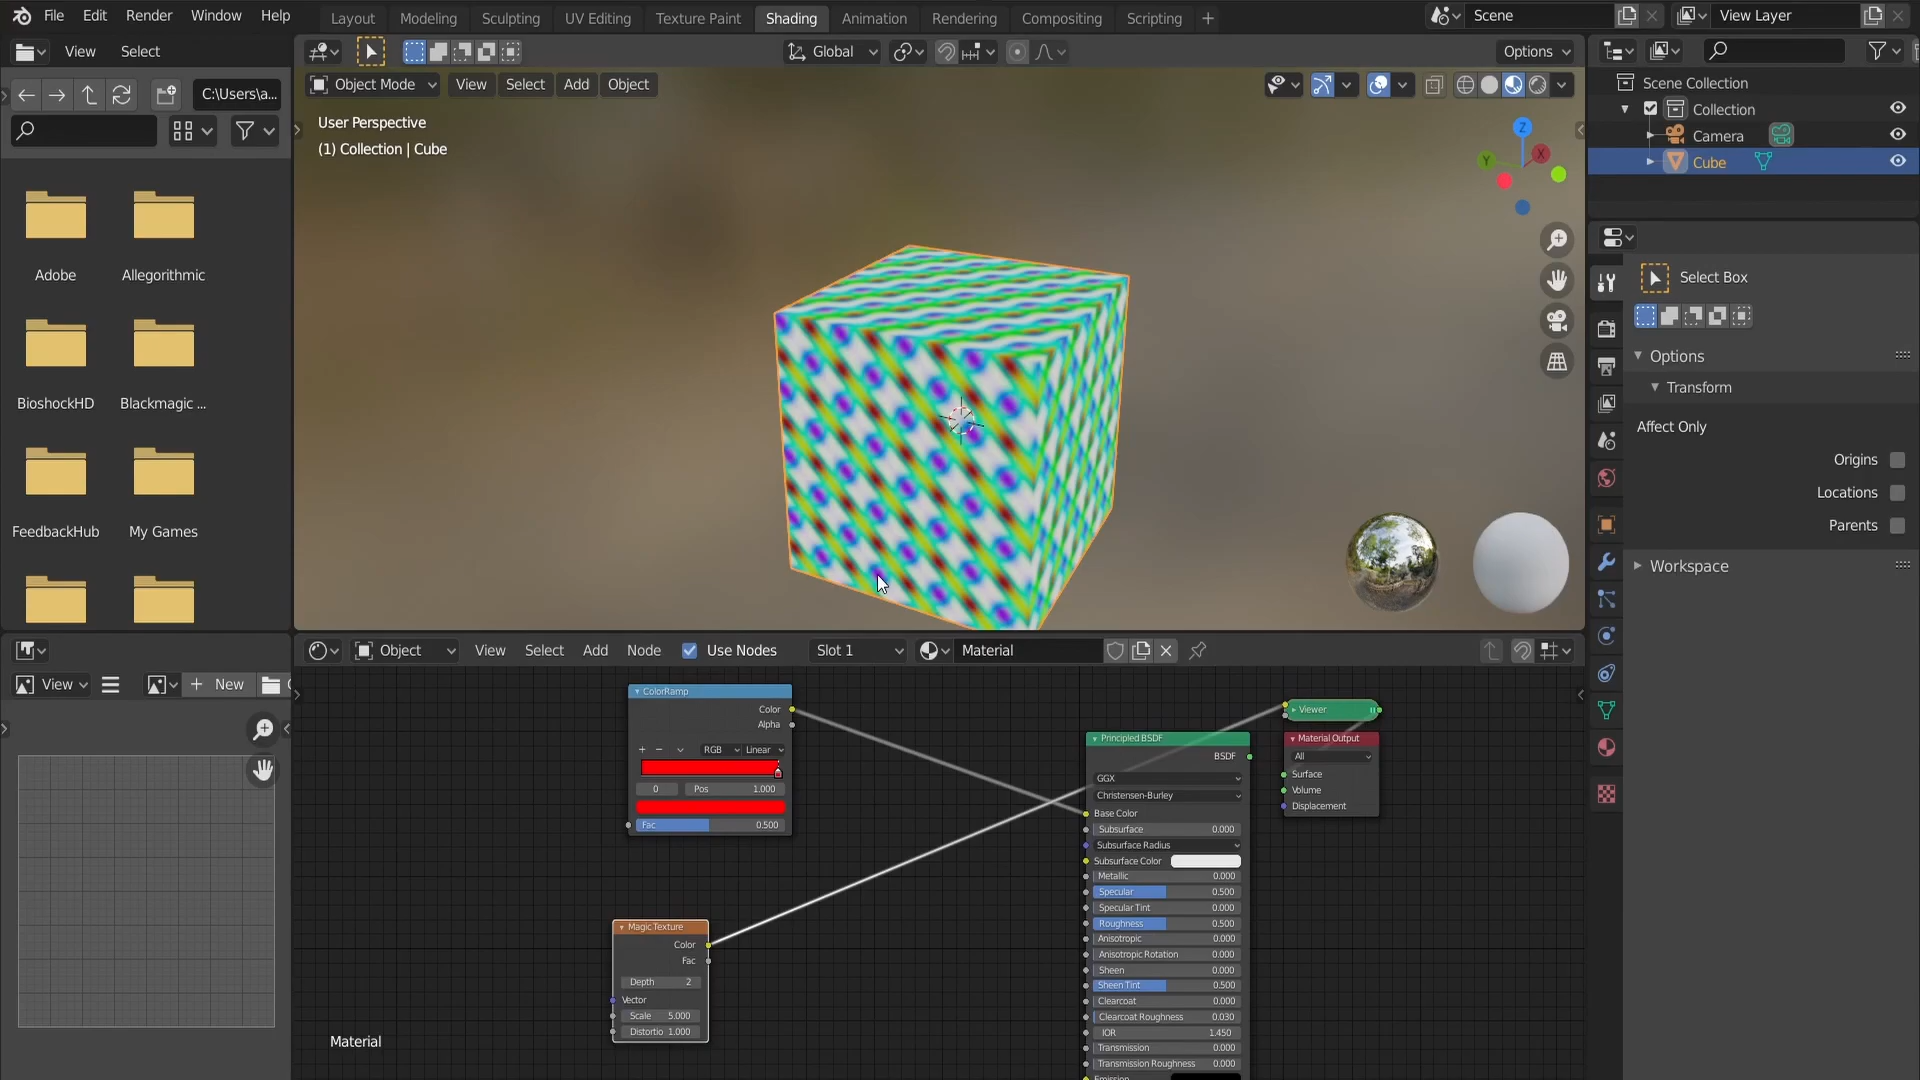 File Edit Render Window Help
Layout Modeling Sculpting UV Editing Texture Paint Shading Animation Rendering Compositing Scripting +
Scene
View Layer
View Select
Global
Options
C:\Users\a...
Object Mode View Select Add Object
User Perspective
(1) Collection | Cube
Z
Y
X
Scene Collection
Collection
Camera
Cube
Adobe
Allegorithmic
BioshockHD
Blackmagic ...
FeedbackHub
My Games
Select Box
Options
Transform
Affect Only
Origins
Locations
Parents
Workspace
Object View Select Add Node Use Nodes Slot 1 Material
View
New
ColorRamp
Color
Alpha
RGB Linear
0 Pos 1.000
Fac 0.500
Magic Texture
Color
Fac
Depth 2
Vector
Scale 5.000
Distortio 1.000
Principled BSDF
BSDF
GGX
Christensen-Burley
Base Color
Subsurface 0.000
Subsurface Radius
Subsurface Color
Metallic 0.000
Specular 0.500
Specular Tint 0.000
Roughness 0.500
Anisotropic 0.000
Anisotropic Rotation 0.000
Sheen 0.000
Sheen Tint 0.500
Clearcoat 0.000
Clearcoat Roughness 0.030
IOR 1.450
Transmission 0.000
Transmission Roughness 0.000
Emission
Viewer
Material Output
All
Surface
Volume
Displacement
Material